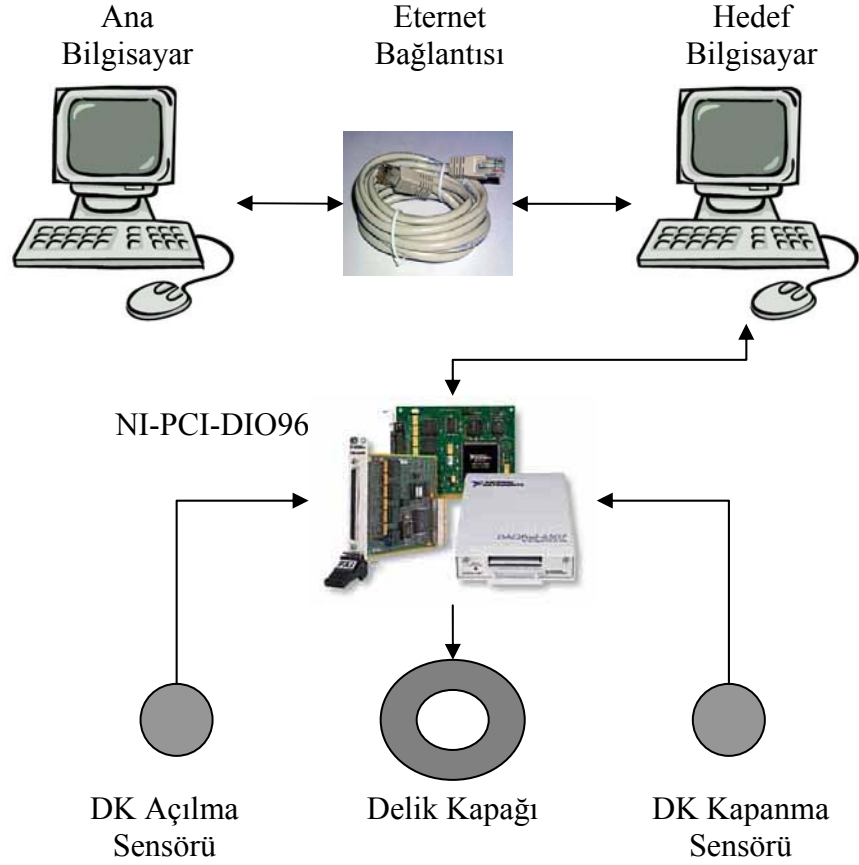 Ana
Bilgisayar
Eternet
Bağlantısı
Hedef
Bilgisayar
NI-PCI-DIO96
DK Açılma
Sensörü
Delik Kapağı
DK Kapanma
Sensörü